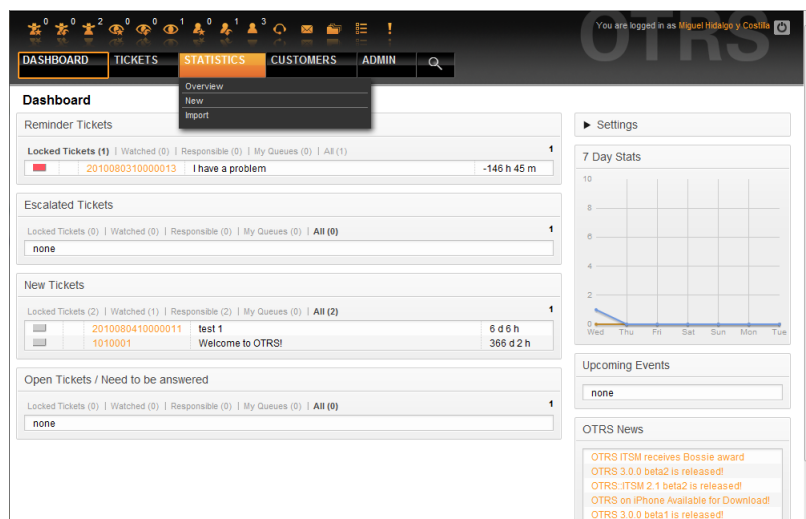 0 0 2 0 0 1 0 1 3
You are logged in as Miguel Hidalgo y Costilla
OTRS
DASHBOARD TICKETS STATISTICS CUSTOMERS ADMIN
Overview
New
Import
Dashboard
Reminder Tickets
Locked Tickets (1) | Watched (0) | Responsible (0) | My Queues (0) | All (1) 1
2010080310000013 I have a problem -146 h 45 m
Escalated Tickets
Locked Tickets (0) | Watched (0) | Responsible (0) | My Queues (0) | All (0) 1
none
New Tickets
Locked Tickets (2) | Watched (1) | Responsible (2) | My Queues (0) | All (2) 1
2010080410000011 test 1 6 d 6 h
1010001 Welcome to OTRS! 366 d 2 h
Open Tickets / Need to be answered
Locked Tickets (0) | Watched (0) | Responsible (0) | My Queues (0) | All (0) 1
none
Settings
7 Day Stats
10
8
6
4
2
0
Wed Thu Fri Sat Sun Mon Tue
Upcoming Events
none
OTRS News
OTRS ITSM receives Bossie award
OTRS 3.0.0 beta2 is released!
OTRS::ITSM 2.1 beta2 is released!
OTRS on iPhone Available for Download!
OTRS 3.0.0 beta1 is released!